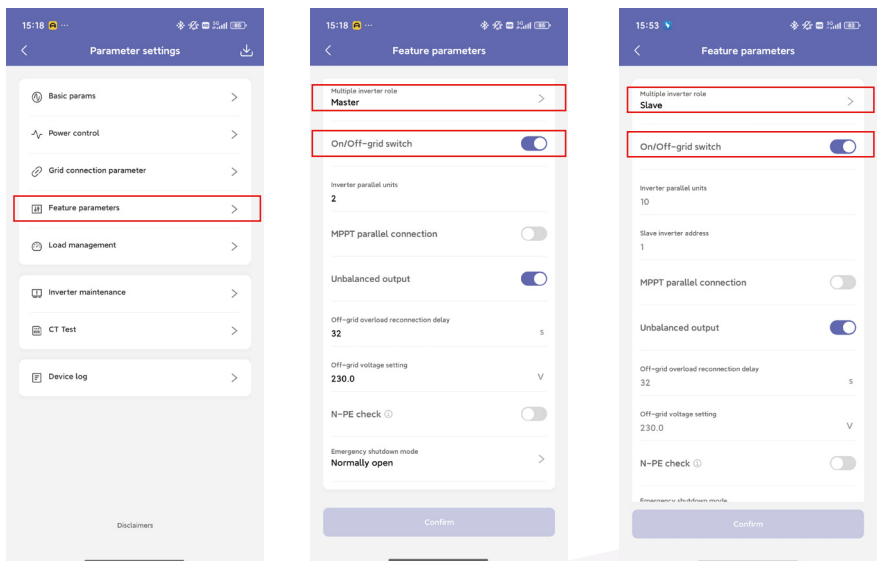 15:18
Parameter settings
Basic params
Power control
Grid connection parameter
Feature parameters
Load management
Inverter maintenance
CT Test
Device log
Disclaimers
15:18
Feature parameters
Multiple inverter role
Master
On/Off-grid switch
Inverter parallel units
2
MPPT parallel connection
Unbalanced output
Off-grid overload reconnection delay
32 s
Off-grid voltage setting
230.0 V
N-PE check
Emergency shutdown mode
Normally open
Confirm
15:53
Feature parameters
Multiple inverter role
Slave
On/Off-grid switch
Inverter parallel units
10
Slave inverter address
1
MPPT parallel connection
Unbalanced output
Off-grid overload reconnection delay
32 s
Off-grid voltage setting
230.0 V
N-PE check
Emergency shutdown mode
Confirm